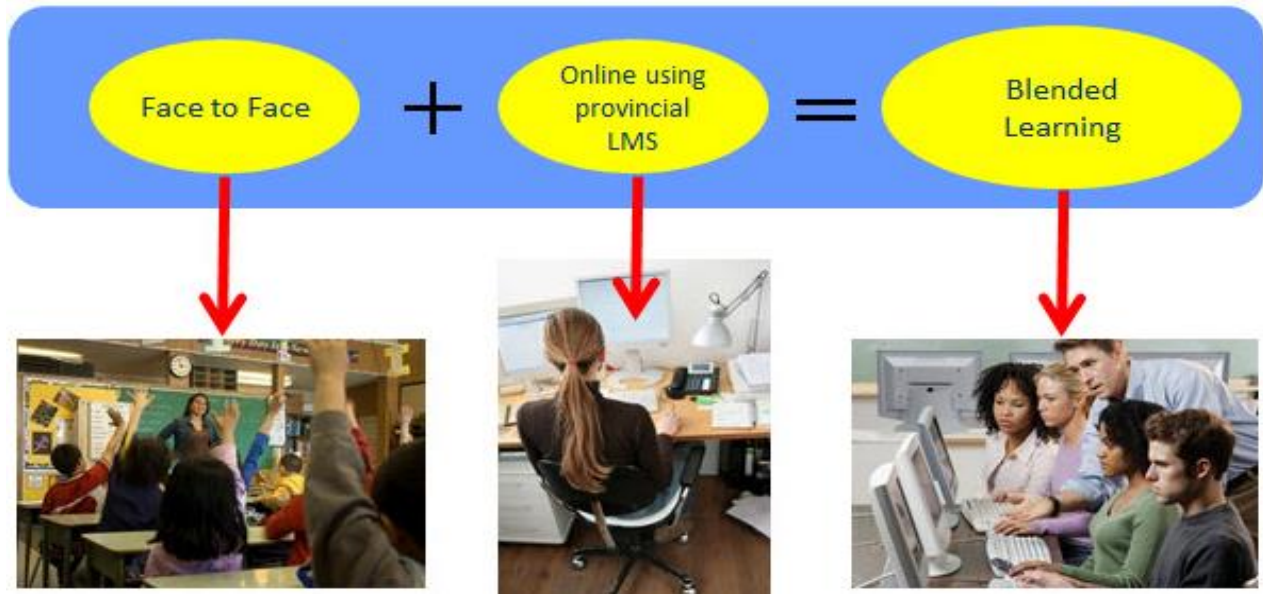 Face to Face
+
Online using
provincial
LMS
=
Blended
Learning